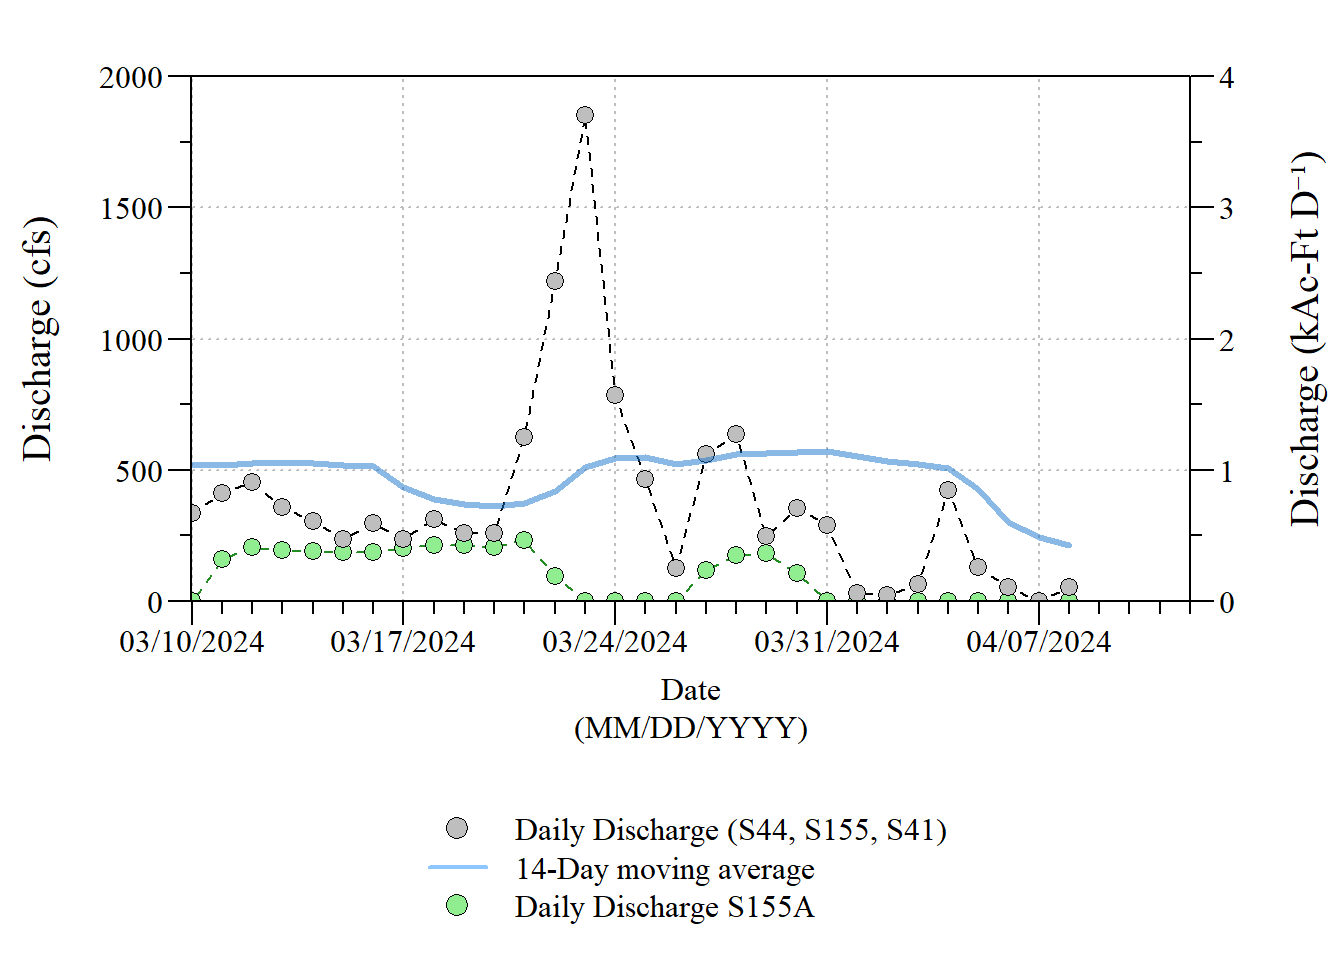 2000
1500
1000
500
0
4
3
2
1
0
Discharge (cfs)
Discharge (kAc-Ft D⁻¹)
03/10/2024 03/17/2024 03/24/2024 03/31/2024 04/07/2024
Date
(MM/DD/YYYY)
Daily Discharge (S44, S155, S41)
14-Day moving average
Daily Discharge S155A